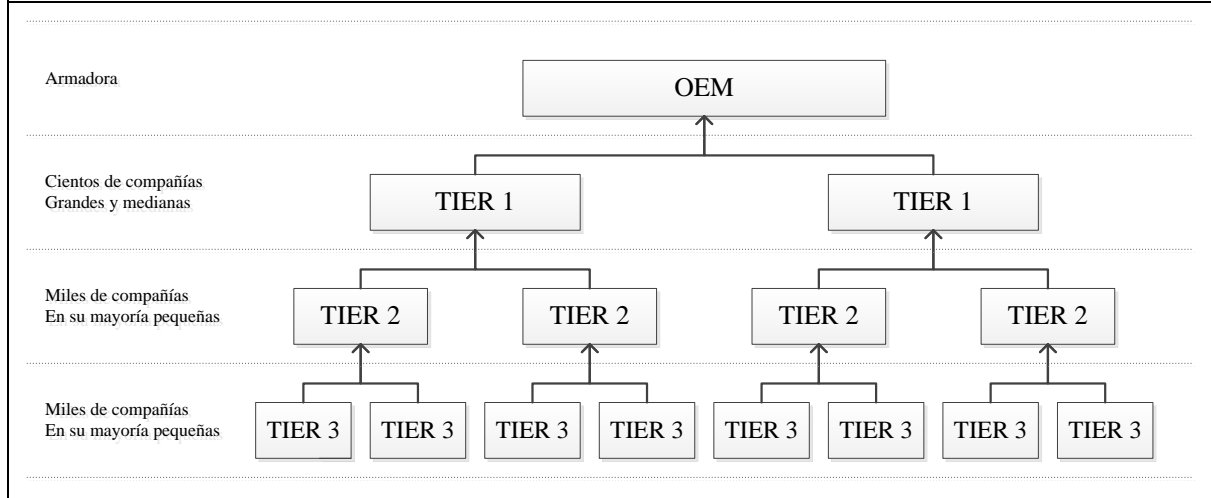 Armadora
OEM
Cientos de compañías
Grandes y medianas
TIER 1
TIER 1
Miles de compañías
En su mayoría pequeñas
TIER 2
TIER 2
TIER 2
TIER 2
Miles de compañías
En su mayoría pequeñas
TIER 3
TIER 3
TIER 3
TIER 3
TIER 3
TIER 3
TIER 3
TIER 3